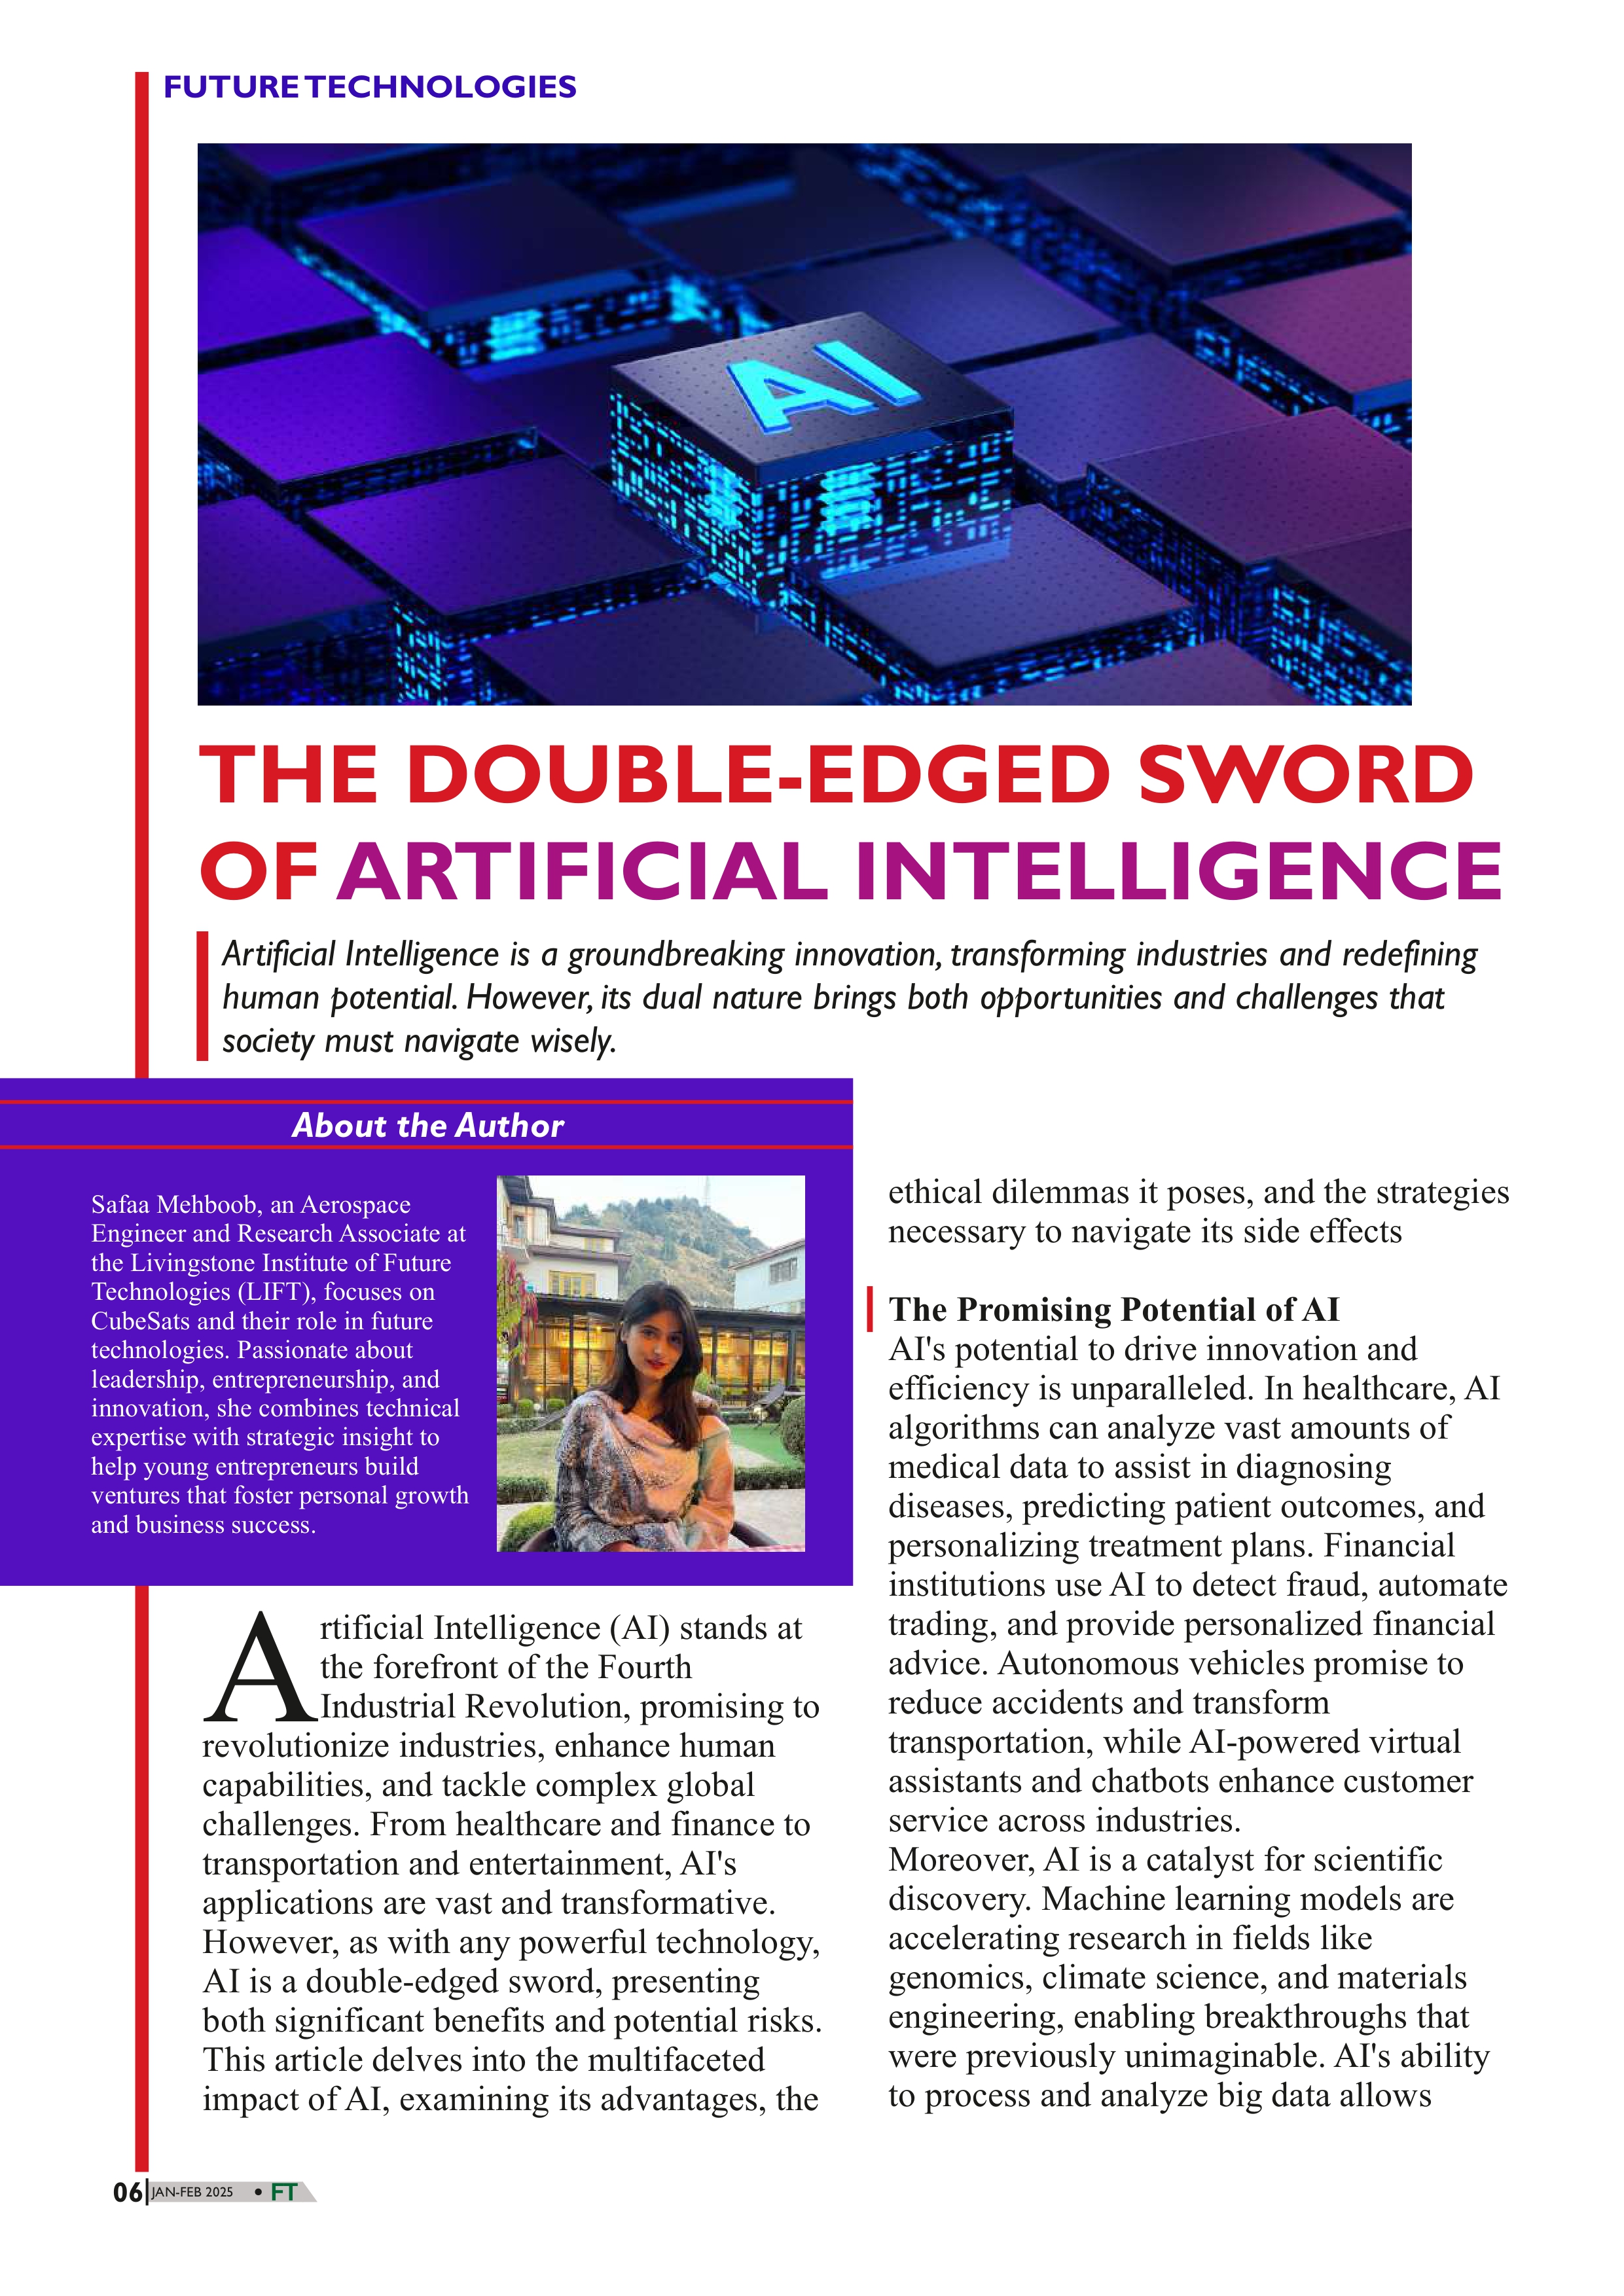 FUTURE TECHNOLOGIES
AI
THE DOUBLE-EDGED SWORD
OF ARTIFICIAL INTELLIGENCE
Artificial Intelligence is a groundbreaking innovation, transforming industries and redefining
human potential. However, its dual nature brings both opportunities and challenges that
society must navigate wisely.
About the Author
Safaa Mehboob, an Aerospace
Engineer and Research Associate at
the Livingstone Institute of Future
Technologies (LIFT), focuses on
CubeSats and their role in future
technologies. Passionate about
leadership, entrepreneurship, and
innovation, she combines technical
expertise with strategic insight to
help young entrepreneurs build
ventures that foster personal growth
and business success.
Artificial Intelligence (AI) stands at
the forefront of the Fourth
Industrial Revolution, promising to
revolutionize industries, enhance human
capabilities, and tackle complex global
challenges. From healthcare and finance to
transportation and entertainment, AI's
applications are vast and transformative.
However, as with any powerful technology,
AI is a double-edged sword, presenting
both significant benefits and potential risks.
This article delves into the multifaceted
impact of AI, examining its advantages, the
ethical dilemmas it poses, and the strategies
necessary to navigate its side effects
The Promising Potential of AI
AI's potential to drive innovation and
efficiency is unparalleled. In healthcare, AI
algorithms can analyze vast amounts of
medical data to assist in diagnosing
diseases, predicting patient outcomes, and
personalizing treatment plans. Financial
institutions use AI to detect fraud, automate
trading, and provide personalized financial
advice. Autonomous vehicles promise to
reduce accidents and transform
transportation, while AI-powered virtual
assistants and chatbots enhance customer
service across industries.
Moreover, AI is a catalyst for scientific
discovery. Machine learning models are
accelerating research in fields like
genomics, climate science, and materials
engineering, enabling breakthroughs that
were previously unimaginable. AI's ability
to process and analyze big data allows
06 JAN-FEB 2025 • FT